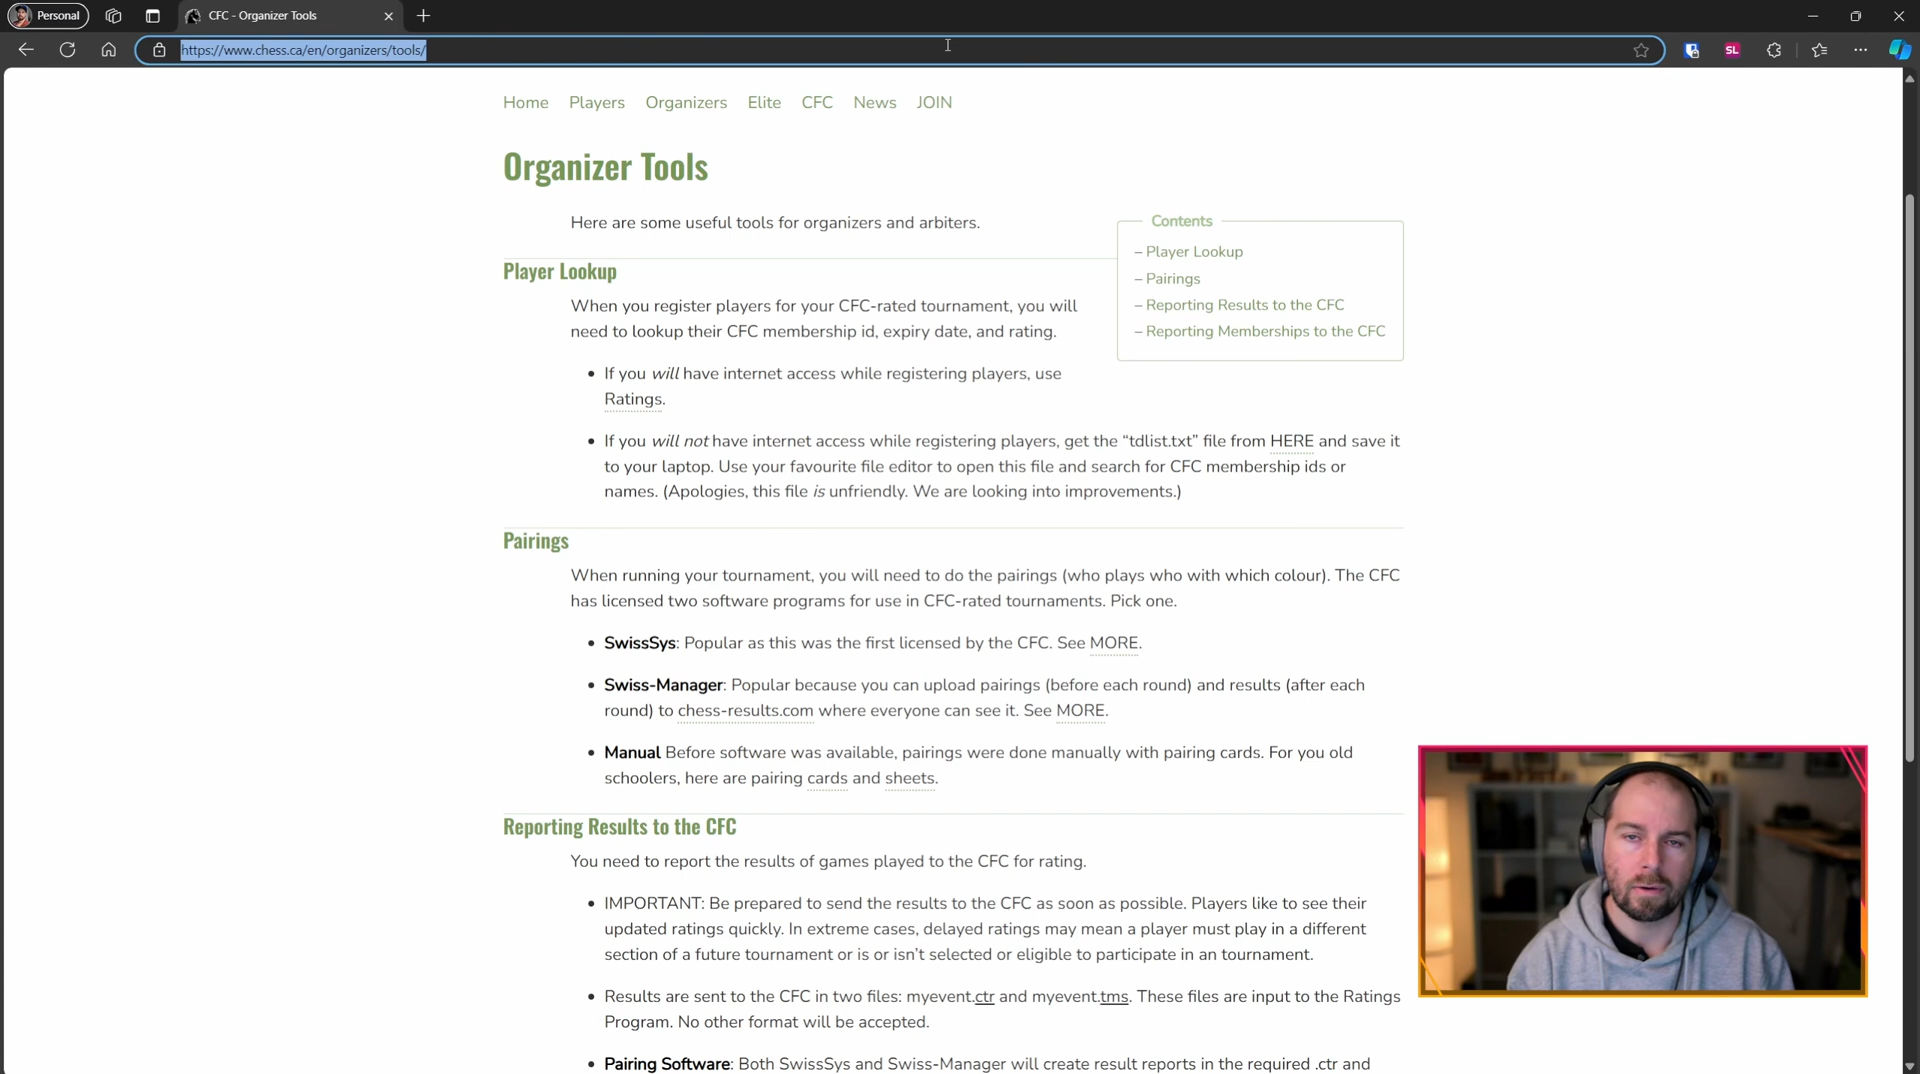 Personal
CFC - Organizer Tools
https://www.chess.ca/en/organizers/tools/
SL
Home Players Organizers Elite CFC News JOIN
Organizer Tools
Here are some useful tools for organizers and arbiters.
Contents
– Player Lookup
– Pairings
– Reporting Results to the CFC
– Reporting Memberships to the CFC
Player Lookup
When you register players for your CFC-rated tournament, you will
need to lookup their CFC membership id, expiry date, and rating.
• If you will have internet access while registering players, use
Ratings.
• If you will not have internet access while registering players, get the “tdlist.txt” file from HERE and save it
to your laptop. Use your favourite file editor to open this file and search for CFC membership ids or
names. (Apologies, this file is unfriendly. We are looking into improvements.)
Pairings
When running your tournament, you will need to do the pairings (who plays who with which colour). The CFC
has licensed two software programs for use in CFC-rated tournaments. Pick one.
• SwissSys: Popular as this was the first licensed by the CFC. See MORE.
• Swiss-Manager: Popular because you can upload pairings (before each round) and results (after each
round) to chess-results.com where everyone can see it. See MORE.
• Manual Before software was available, pairings were done manually with pairing cards. For you old
schoolers, here are pairing cards and sheets.
Reporting Results to the CFC
You need to report the results of games played to the CFC for rating.
• IMPORTANT: Be prepared to send the results to the CFC as soon as possible. Players like to see their
updated ratings quickly. In extreme cases, delayed ratings may mean a player must play in a different
section of a future tournament or is or isn’t selected or eligible to participate in an tournament.
• Results are sent to the CFC in two files: myevent.ctr and myevent.tms. These files are input to the Ratings
Program. No other format will be accepted.
• Pairing Software: Both SwissSys and Swiss-Manager will create result reports in the required .ctr and